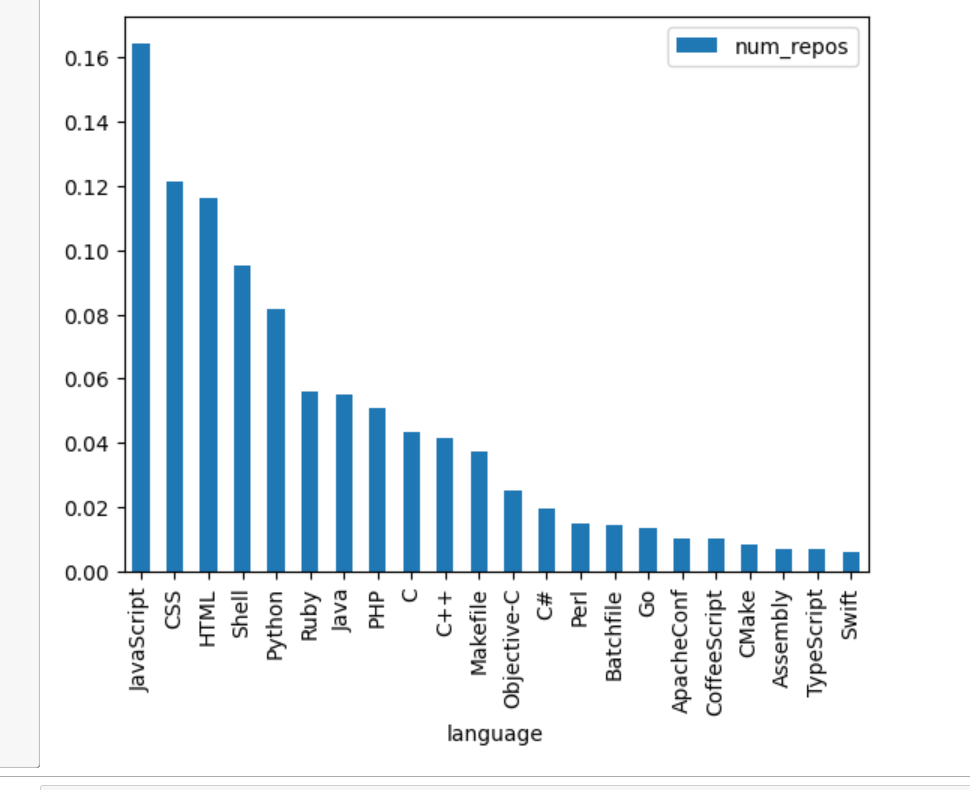 num_repos
0.16
0.14
0.12
0.10
0.08
0.06
0.04
0.02
0.00
JavaScript
CSS
HTML
Shell
Python
Ruby
Java
PHP
C
C++
Makefile
Objective-C
C#
Perl
Batchfile
Go
ApacheConf
CoffeeScript
CMake
Assembly
TypeScript
Swift
language